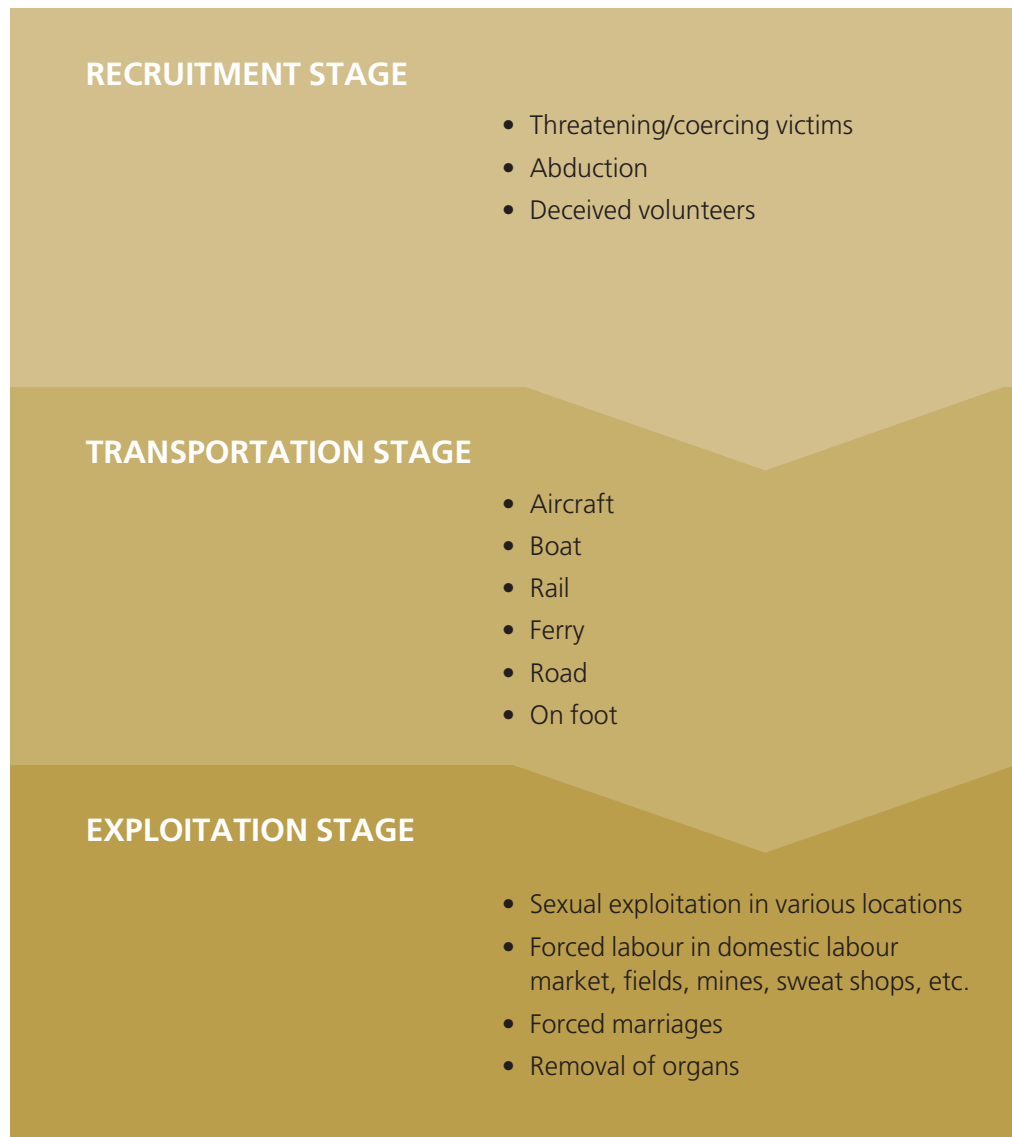 RECRUITMENT STAGE
• Threatening/coercing victims
• Abduction
• Deceived volunteers
TRANSPORTATION STAGE
• Aircraft
• Boat
• Rail
• Ferry
• Road
• On foot
EXPLOITATION STAGE
• Sexual exploitation in various locations
• Forced labour in domestic labour
market, fields, mines, sweat shops, etc.
• Forced marriages
• Removal of organs